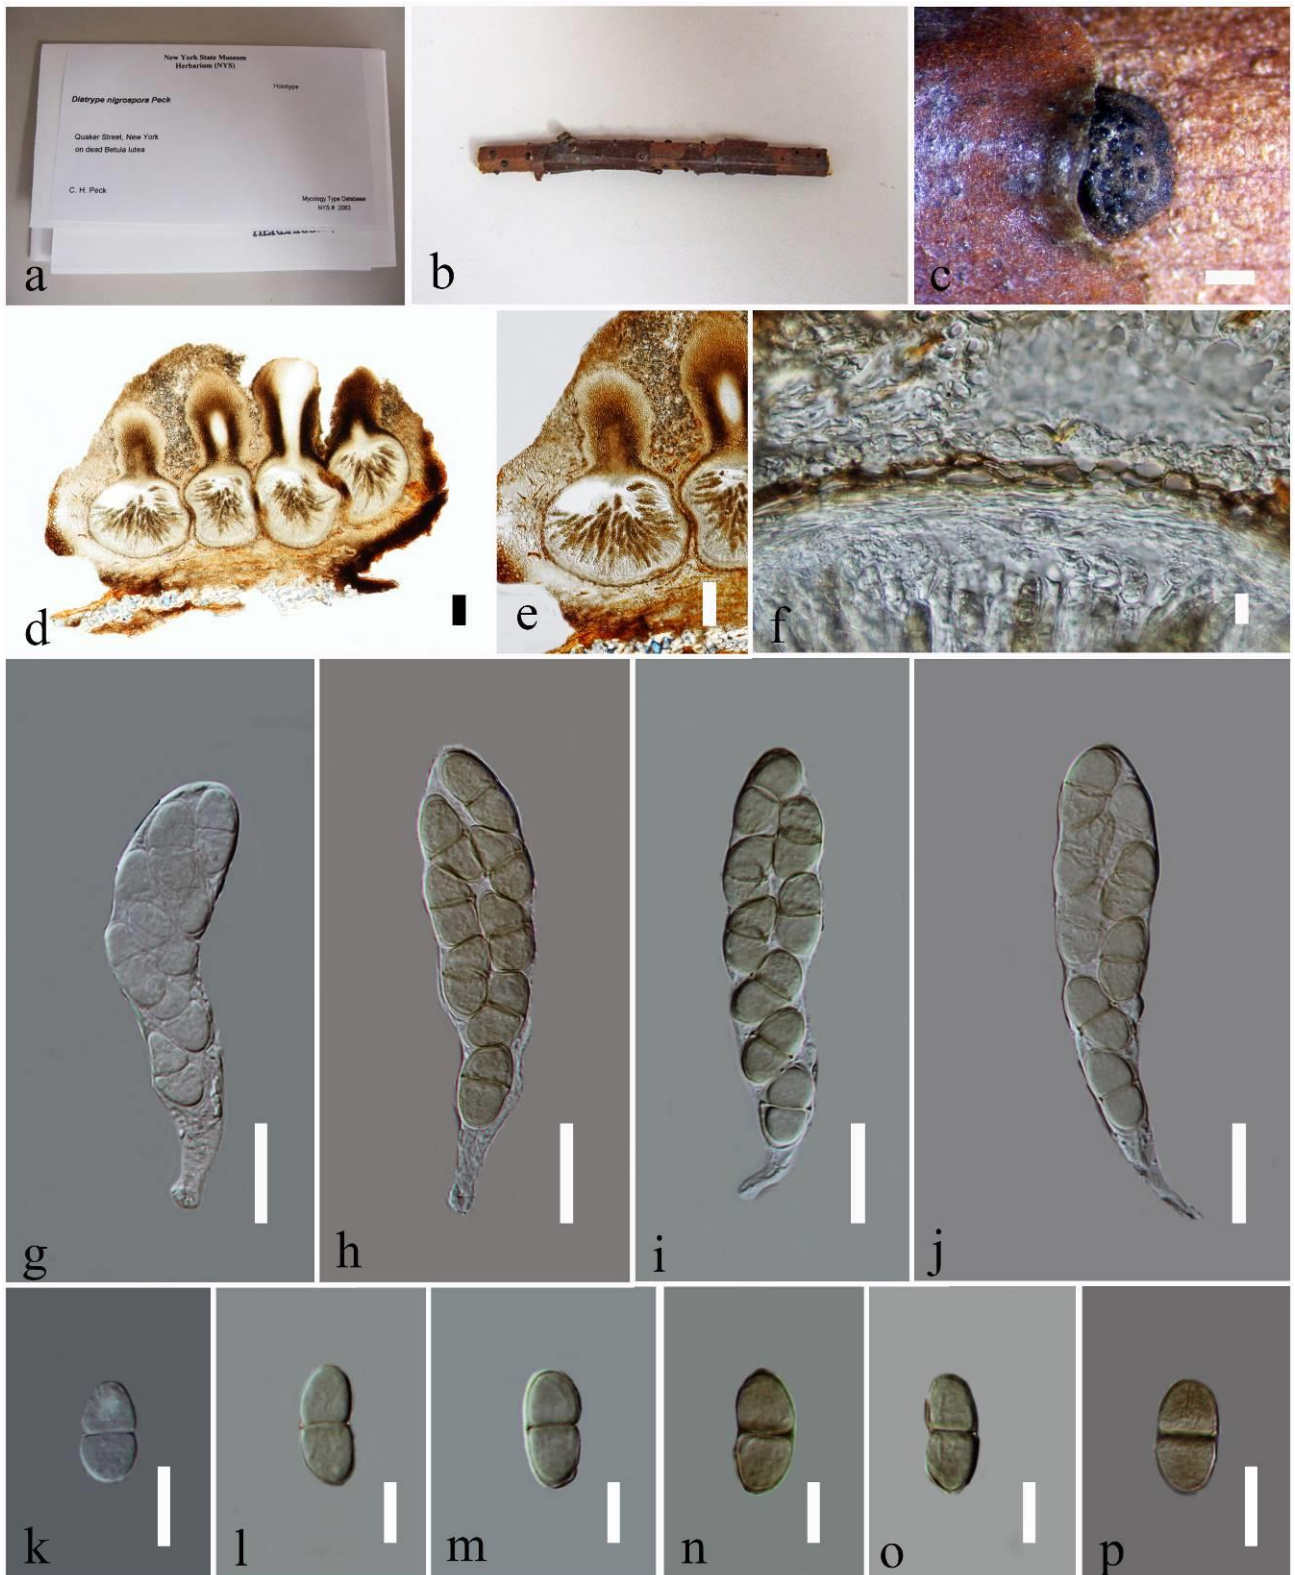 New York State Museum
Herbarium (NYS)
Holotype
Diatrype nigrospora Peck
Quaker Street, New York
on dead Betula lutea
C. H. Peck
Mycology Type Database
NYS # 2083
a
b
c
d
e
f
g
h
i
j
k
l
m
n
o
p